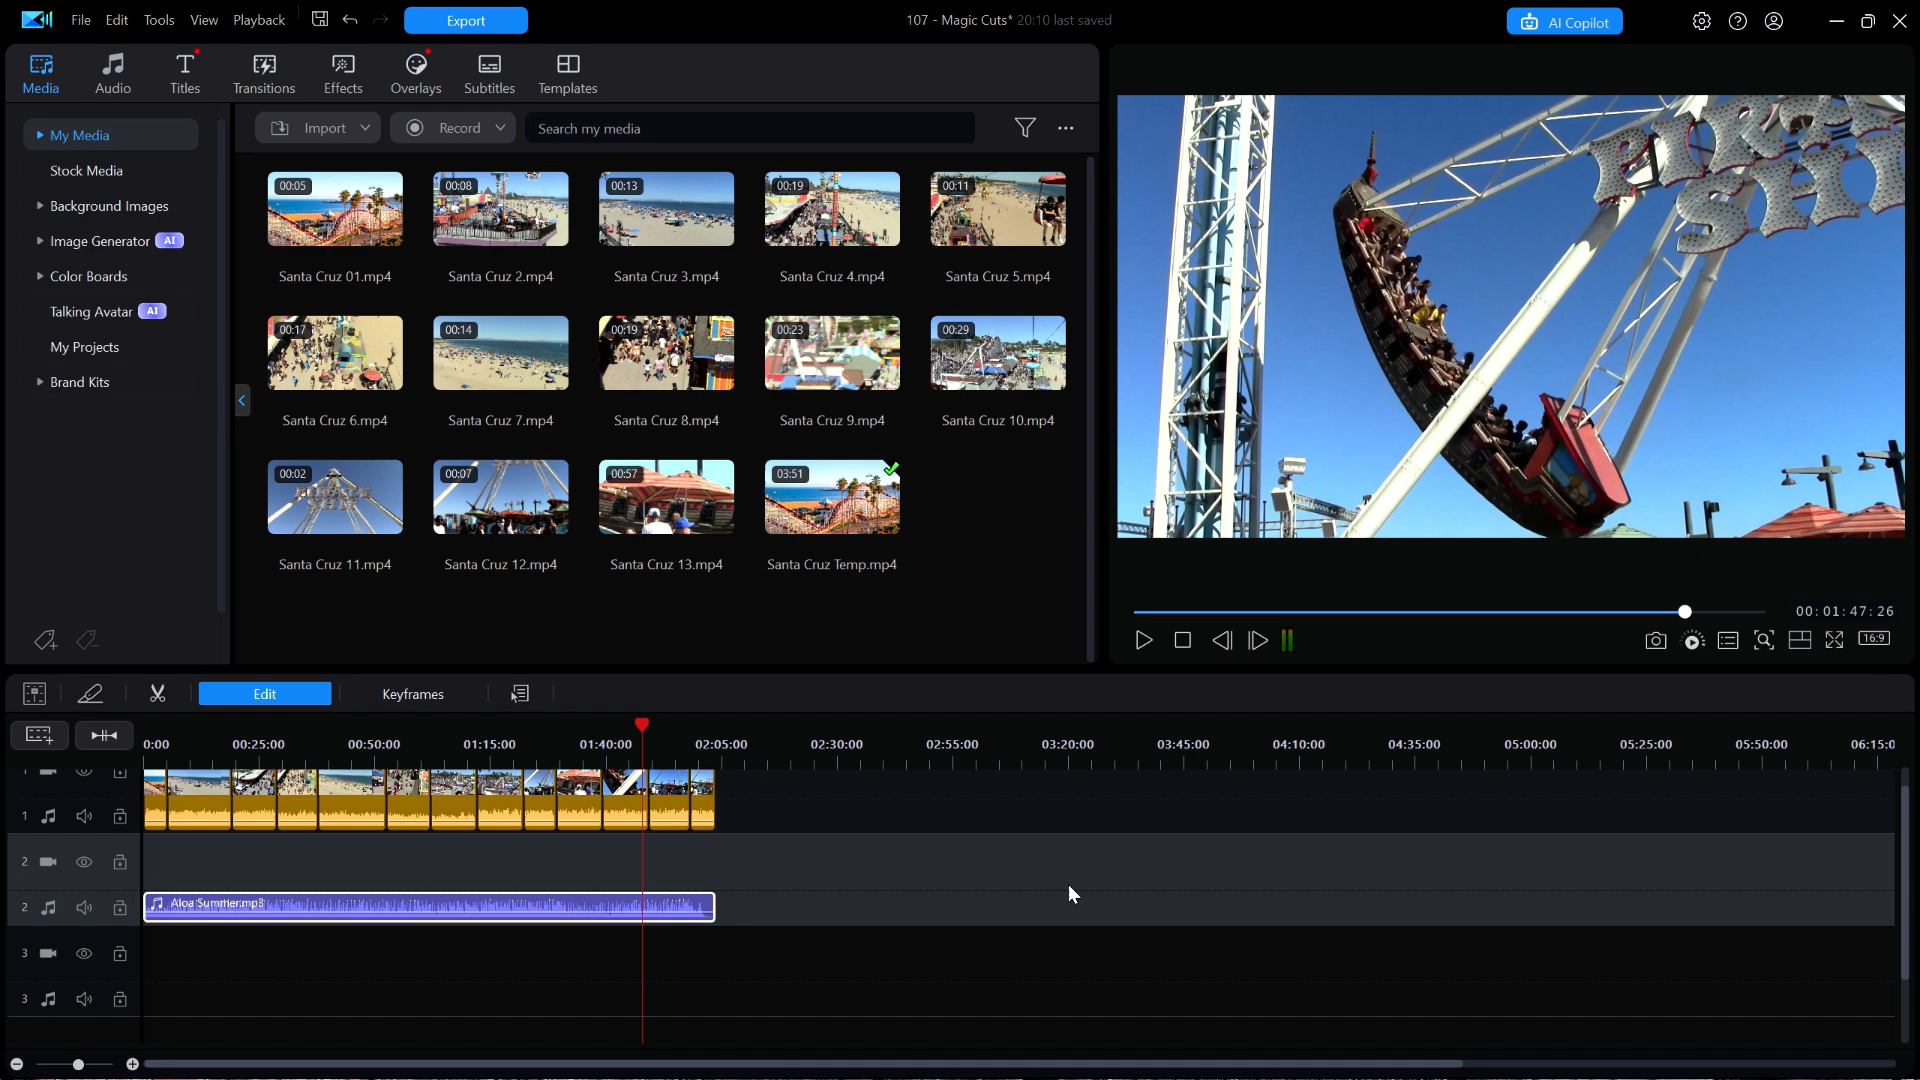 File Edit Tools View Playback Export 107 - Magic Cuts* 20:10 last saved AI Copilot
Media Audio Titles Transitions Effects Overlays Subtitles Templates
My Media
Stock Media
Background Images
Image Generator AI
Color Boards
Talking Avatar AI
My Projects
Brand Kits
Import Record Search my media
00:05 00:08 00:13 00:19 00:11
Santa Cruz 01.mp4 Santa Cruz 2.mp4 Santa Cruz 3.mp4 Santa Cruz 4.mp4 Santa Cruz 5.mp4
00:17 00:14 00:19 00:23 00:29
Santa Cruz 6.mp4 Santa Cruz 7.mp4 Santa Cruz 8.mp4 Santa Cruz 9.mp4 Santa Cruz 10.mp4
00:02 00:07 00:57 03:51
Santa Cruz 11.mp4 Santa Cruz 12.mp4 Santa Cruz 13.mp4 Santa Cruz Temp.mp4
00:01:47:26
16:9
Edit Keyframes
0:00 00:25:00 00:50:00 01:15:00 01:40:00 02:05:00 02:30:00 02:55:00 03:20:00 03:45:00 04:10:00 04:35:00 05:00:00 05:25:00 05:50:00 06:15:0
1
2
2 Aloa Summer.mp3
3
3